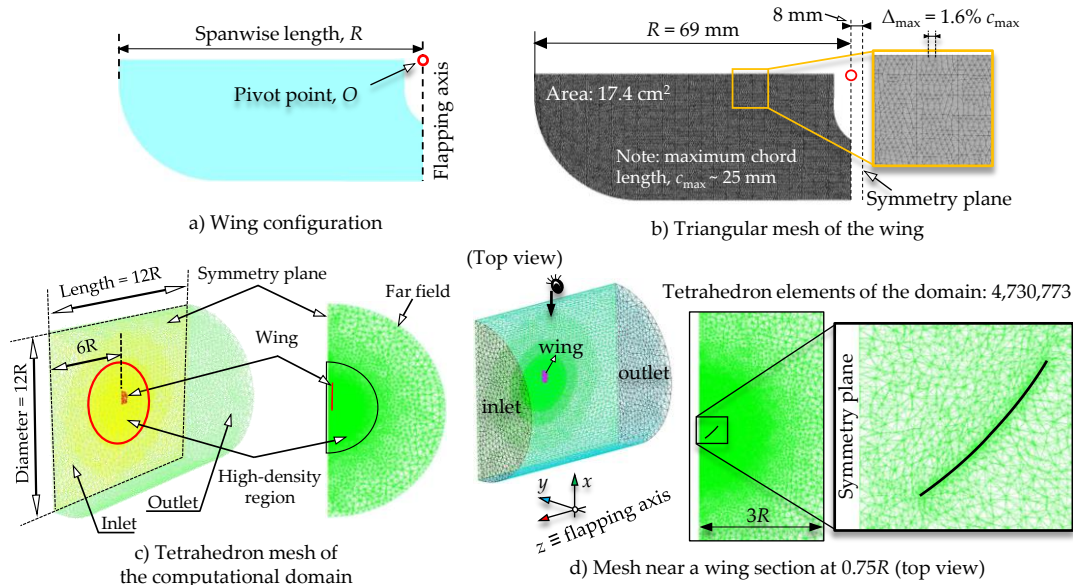 Spanwise length, R
Pivot point, O
Flapping axis
a) Wing configuration
8 mm
Δmax = 1.6% cmax
R = 69 mm
Area: 17.4 cm²
Note: maximum chord
length, cmax ~ 25 mm
Symmetry plane
b) Triangular mesh of the wing
Length = 12R
Symmetry plane
Far field
6R
Wing
Diameter = 12R
High-density
region
Outlet
Inlet
c) Tetrahedron mesh of
the computational domain
(Top view)
wing
inlet
outlet
x
y
z ≡ flapping axis
Tetrahedron elements of the domain: 4,730,773
Symmetry plane
3R
d) Mesh near a wing section at 0.75R (top view)